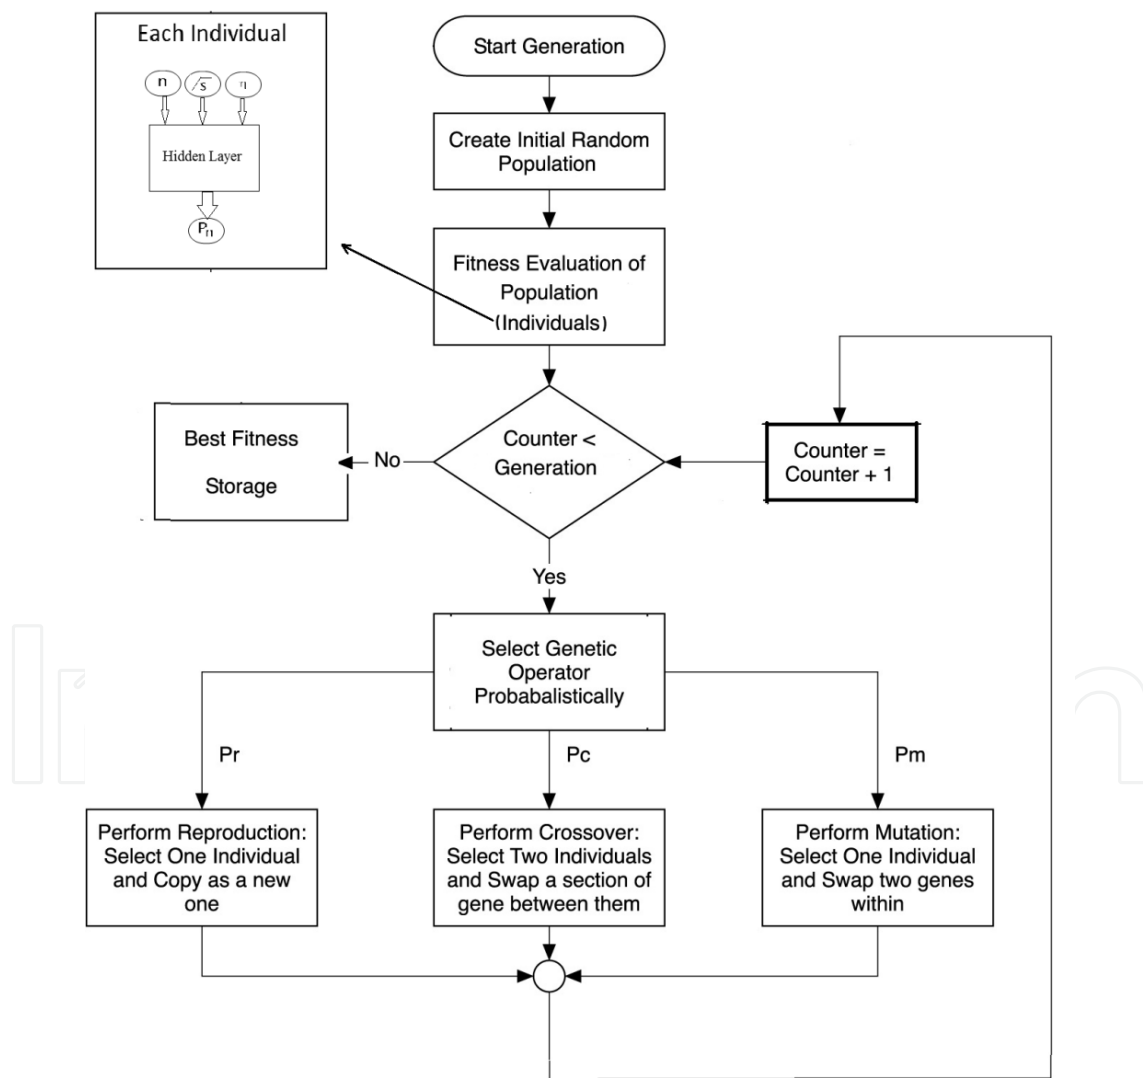 Each Individual
n
√s
η
Hidden Layer
Start Generation
Create Initial Random
Population
Fitness Evaluation of
Population
(Individuals)
Counter <
Generation
No
Best Fitness
Storage
Counter =
Counter + 1
Yes
Select Genetic
Operator
Probabalistically
Pr
Pc
Pm
Perform Reproduction:
Select One Individual
and Copy as a new
one
Perform Crossover:
Select Two Individuals
and Swap a section of
gene between them
Perform Mutation:
Select One Individual
and Swap two genes
within